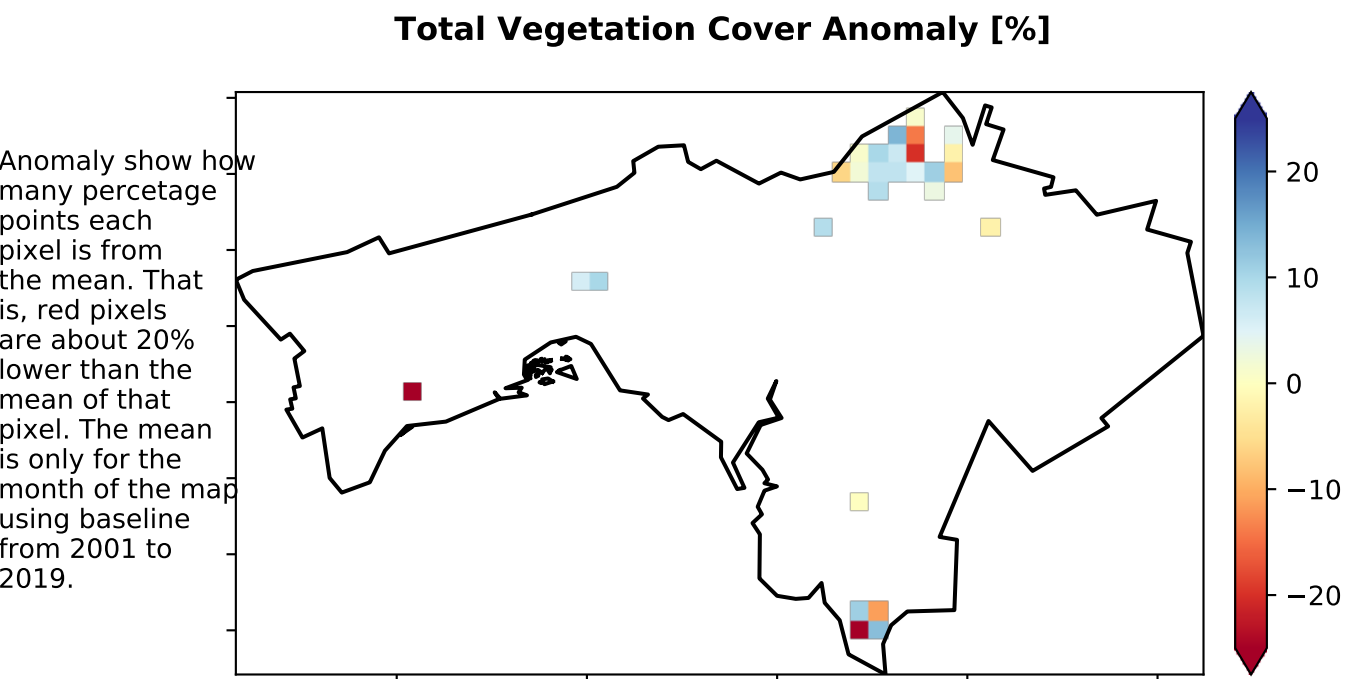 Total Vegetation Cover Anomaly [%]
Anomaly show how
many percetage
points each
pixel is from
the mean. That
is, red pixels
are about 20%
lower than the
mean of that
pixel. The mean
is only for the
month of the map
using baseline
from 2001 to
2019.
20
10
0
−10
−20